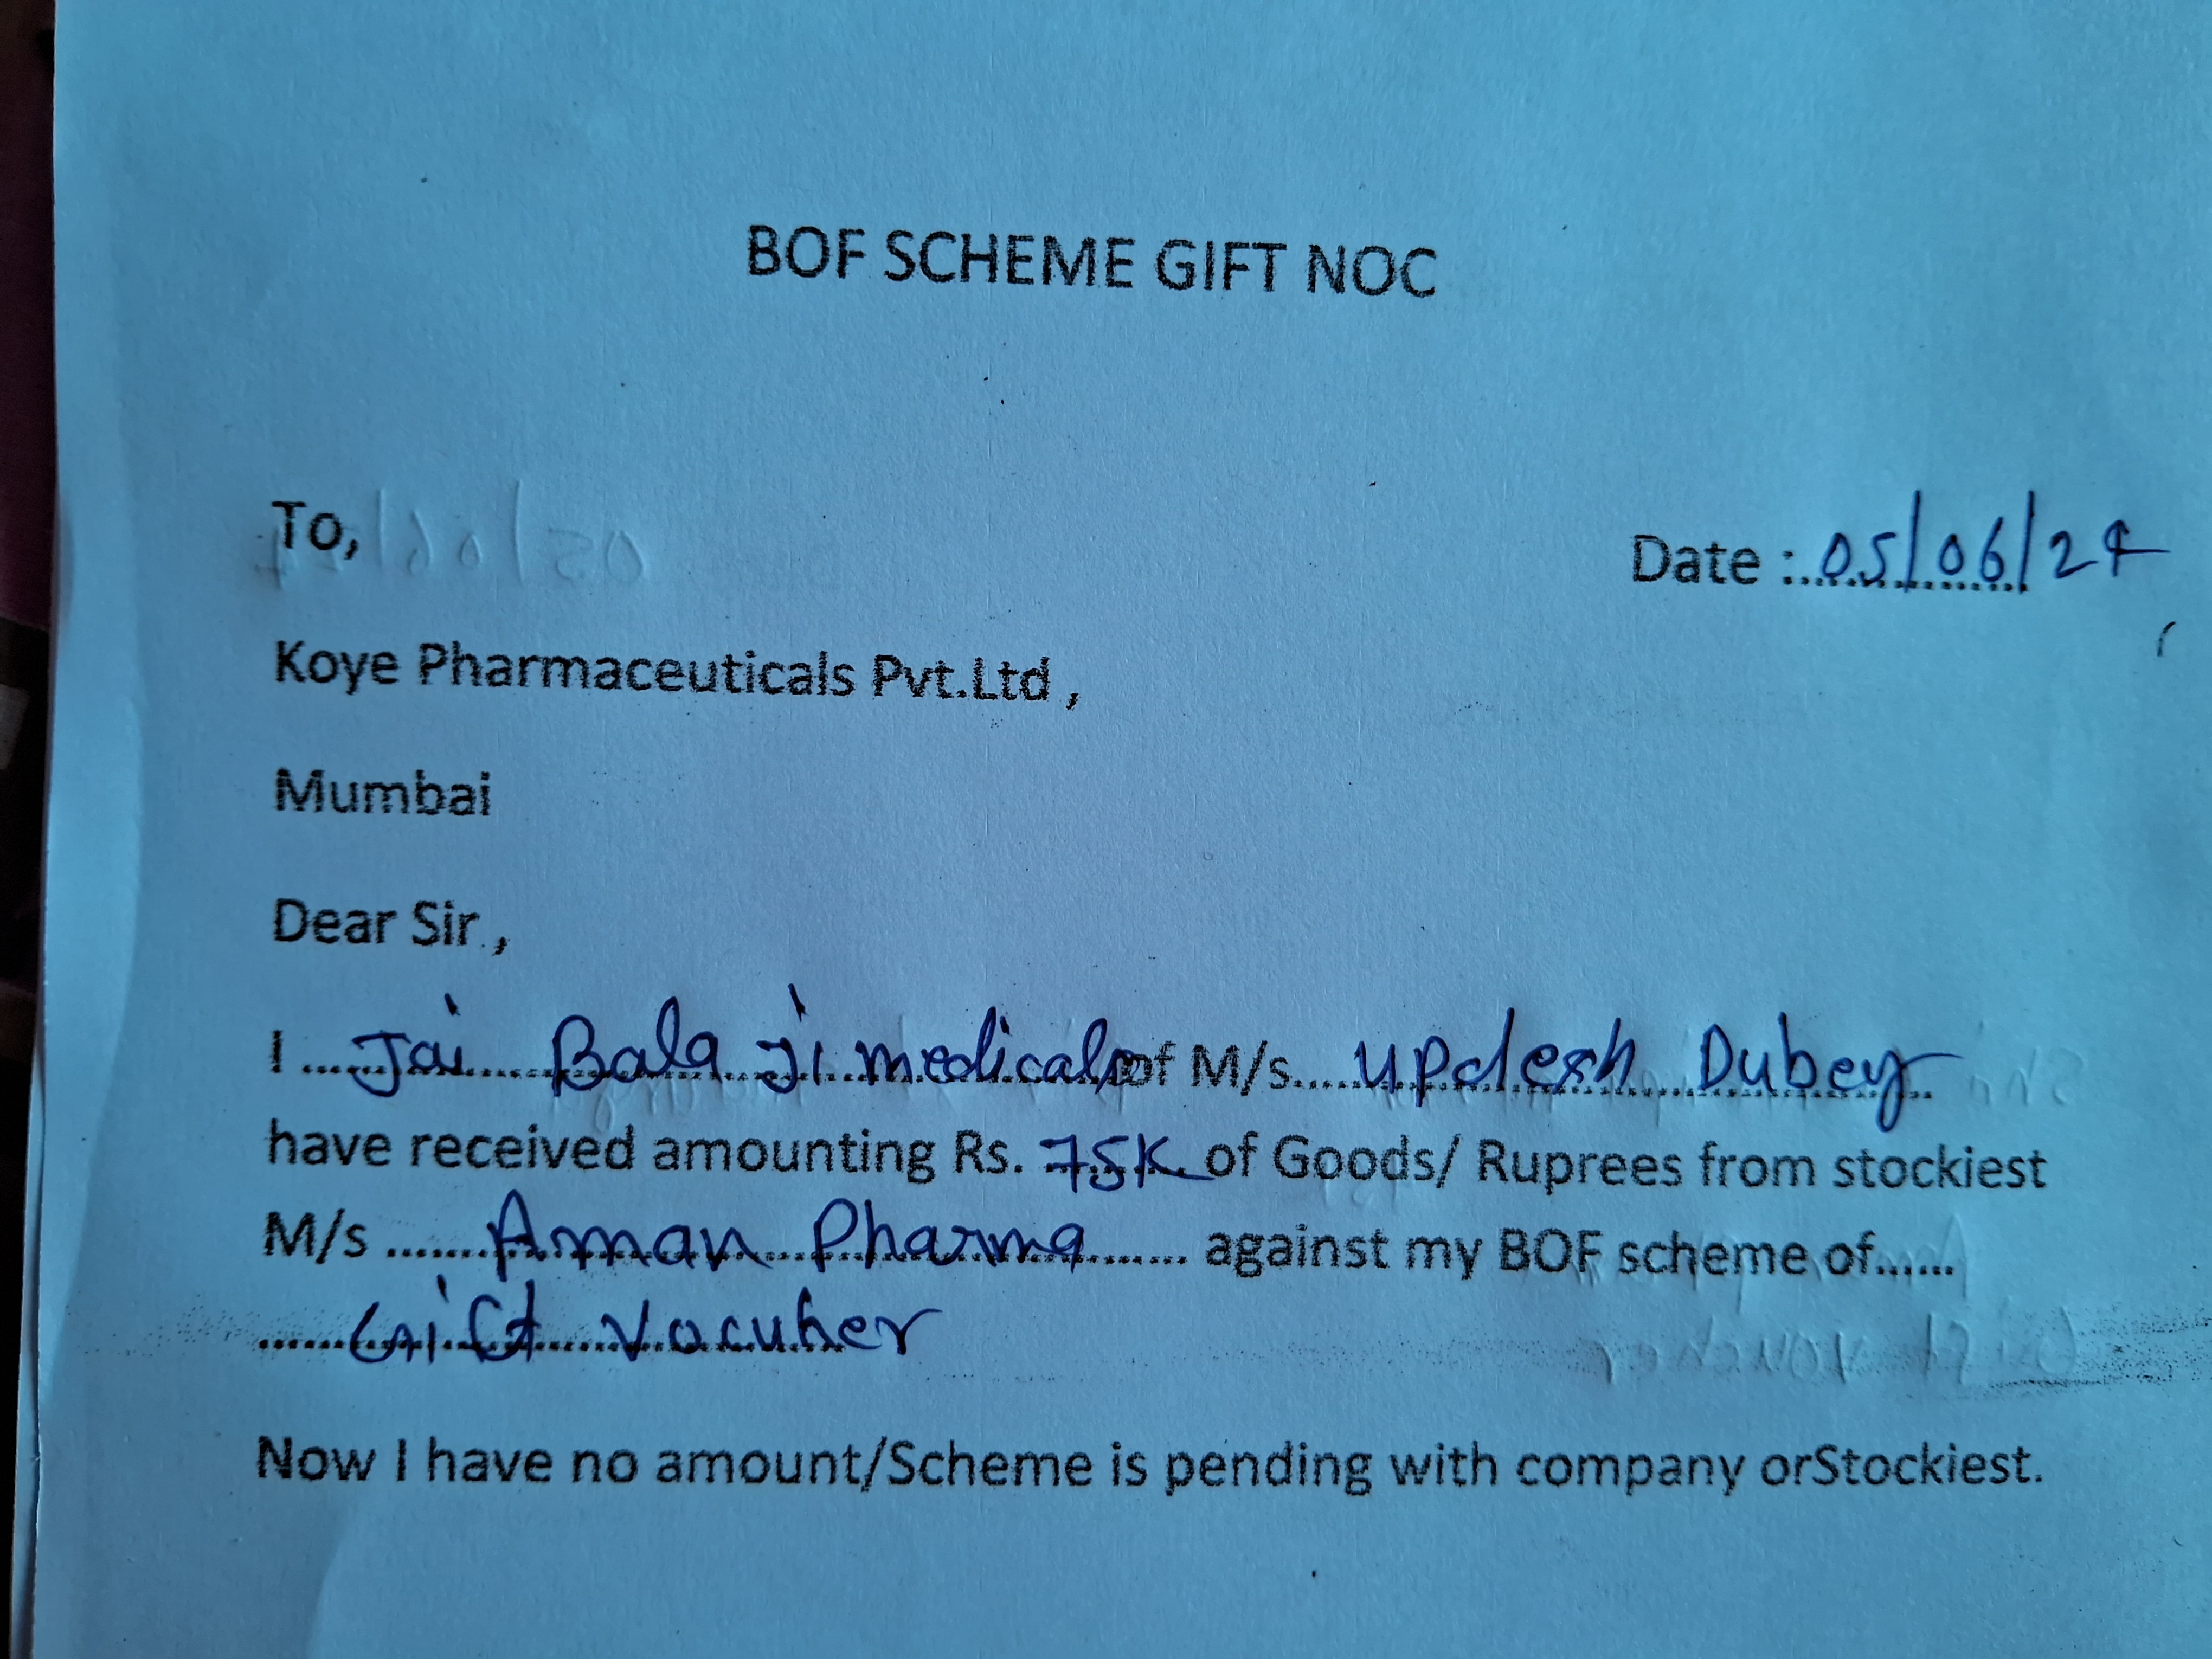 BOF SCHEME GIFT NOC
To,
Date :..05/06/24
Koye Pharmaceuticals Pvt.Ltd ,
Mumbai
Dear Sir ,
I ....Jai Bala ji medicals of M/s.....Updesh Dubey..
have received amounting Rs. 75K of Goods/ Ruprees from stockiest
M/s ......Aman Pharma...... against my BOF scheme of......
......Gift Vocuher
Now I have no amount/Scheme is pending with company orStockiest.